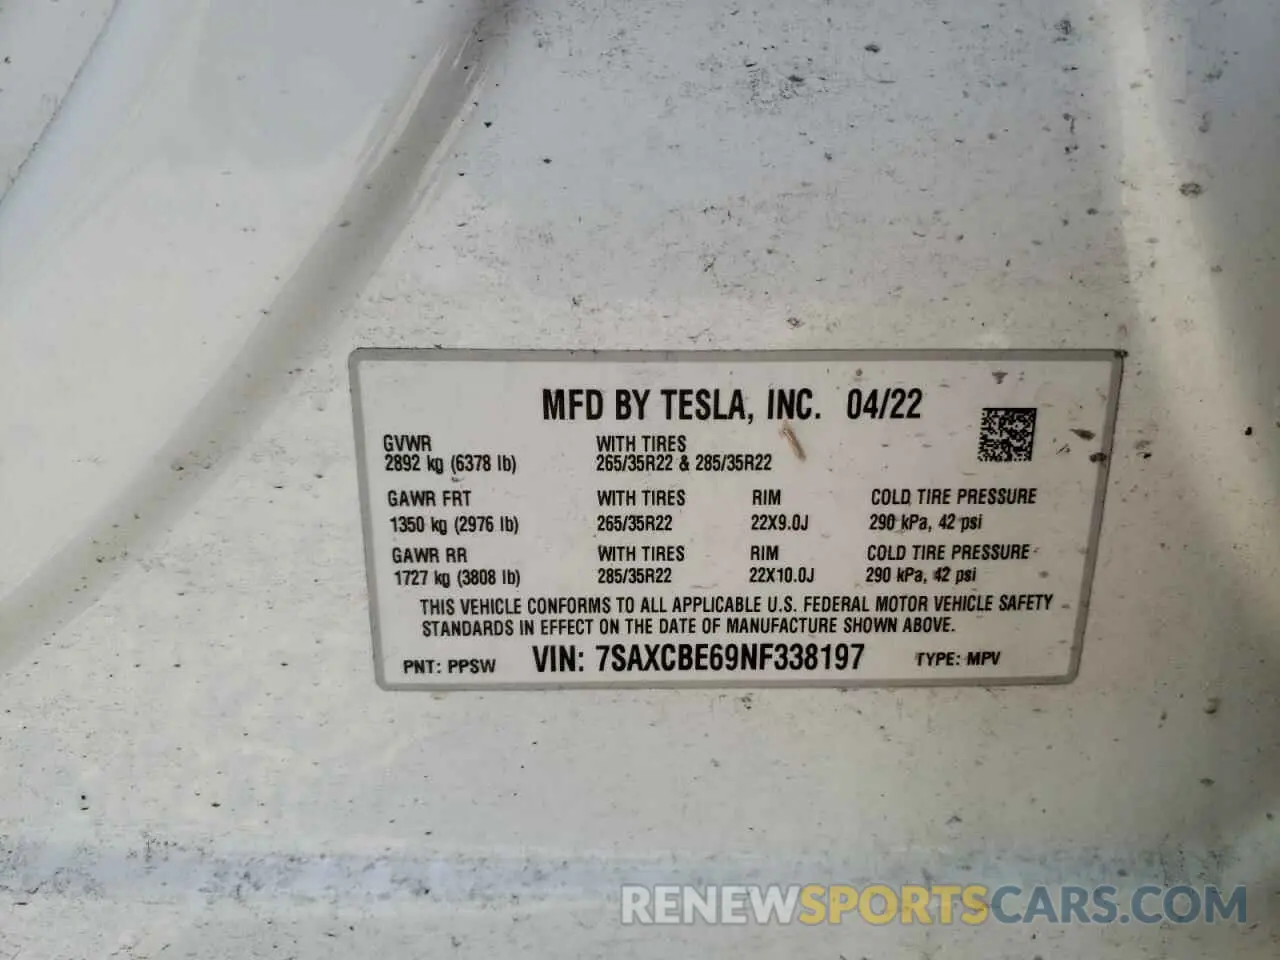 MFD BY TESLA, INC. 04/22
GVWR WITH TIRES
2892 kg (6378 lb) 265/35R22 & 285/35R22
GAWR FRT WITH TIRES RIM COLD TIRE PRESSURE
1350 kg (2976 lb) 265/35R22 22X9.0J 290 kPa, 42 psi
GAWR RR WITH TIRES RIM COLD TIRE PRESSURE
1727 kg (3808 lb) 285/35R22 22X10.0J 290 kPa, 42 psi
THIS VEHICLE CONFORMS TO ALL APPLICABLE U.S. FEDERAL MOTOR VEHICLE SAFETY
STANDARDS IN EFFECT ON THE DATE OF MANUFACTURE SHOWN ABOVE.
PNT: PPSW VIN: 7SAXCBE69NF338197 TYPE: MPV
RENEWSPORTSCARS.COM